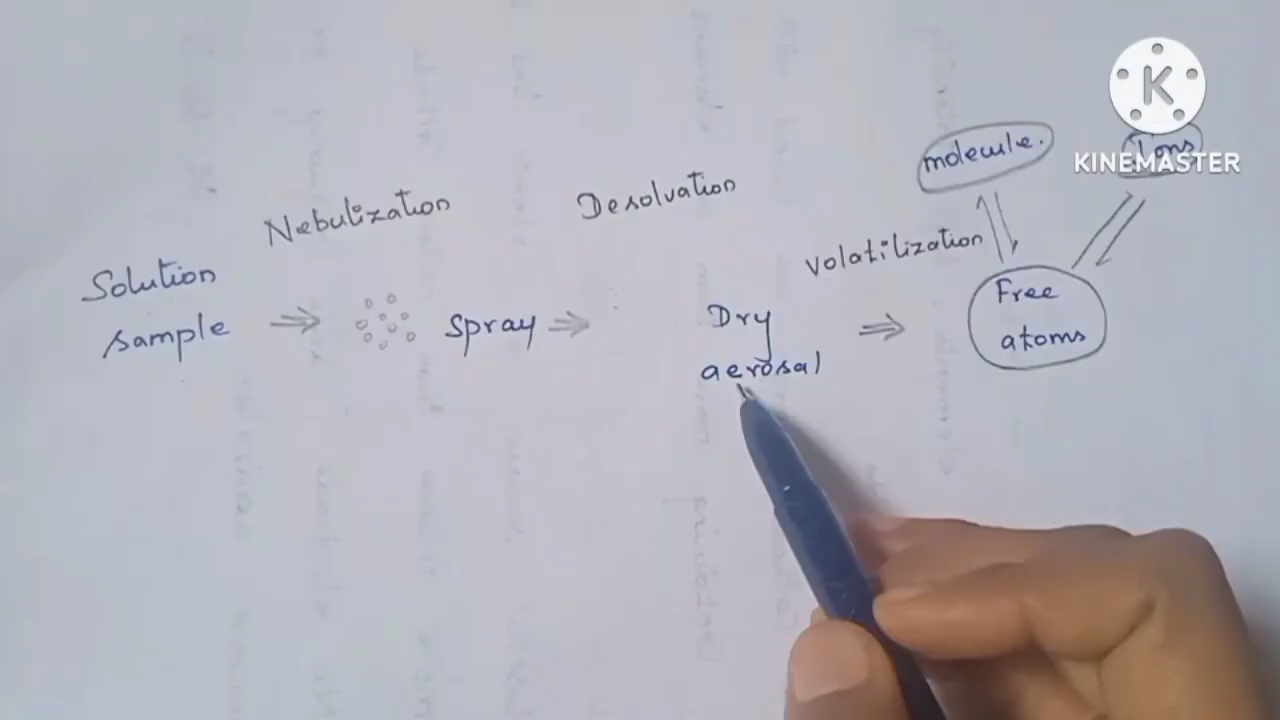 Nebulization
Desolvation
molecule.
Ions
K
KINEMASTER
Solution
sample
Spray
Dry
aerosal
Volatilization
Free
atoms